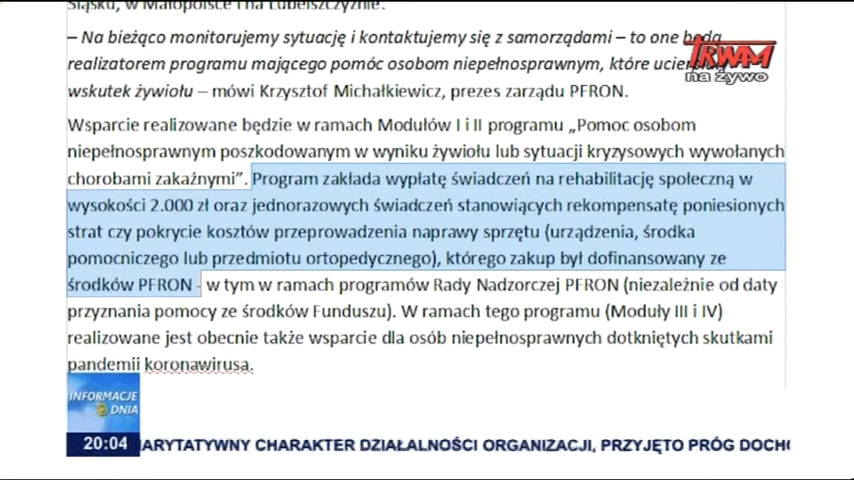 Śląsku, w Małopolsce i na Lubelszczyźnie.
– Na bieżąco monitorujemy sytuację i kontaktujemy się z samorządami – to one będą
realizatorem programu mającego pomóc osobom niepełnosprawnym, które
wskutek żywiołu – mówi Krzysztof Michałkiewicz, prezes zarządu PFRON.
TRWAM
na żywo
Wsparcie realizowane będzie w ramach Modułów I i II programu „Pomoc osobom
niepełnosprawnym poszkodowanym w wyniku żywiołu lub sytuacji kryzysowych wywołanych
chorobami zakaźnymi”. Program zakłada wypłatę świadczeń na rehabilitację społeczną w
wysokości 2.000 zł oraz jednorazowych świadczeń stanowiących rekompensatę poniesionych
strat czy pokrycie kosztów przeprowadzenia naprawy sprzętu (urządzenia, środka
pomocniczego lub przedmiotu ortopedycznego), którego zakup był dofinansowany ze
środków PFRON - w tym w ramach programów Rady Nadzorczej PFRON (niezależnie od daty
przyznania pomocy ze środków Funduszu). W ramach tego programu (Moduły III i IV)
realizowane jest obecnie także wsparcie dla osób niepełnosprawnych dotkniętych skutkami
pandemii koronawirusa.
INFORMACJE
DNIA
20:04 ARYTATYWNY CHARAKTER DZIAŁALNOŚCI ORGANIZACJI, PRZYJĘTO PRÓG DOCH